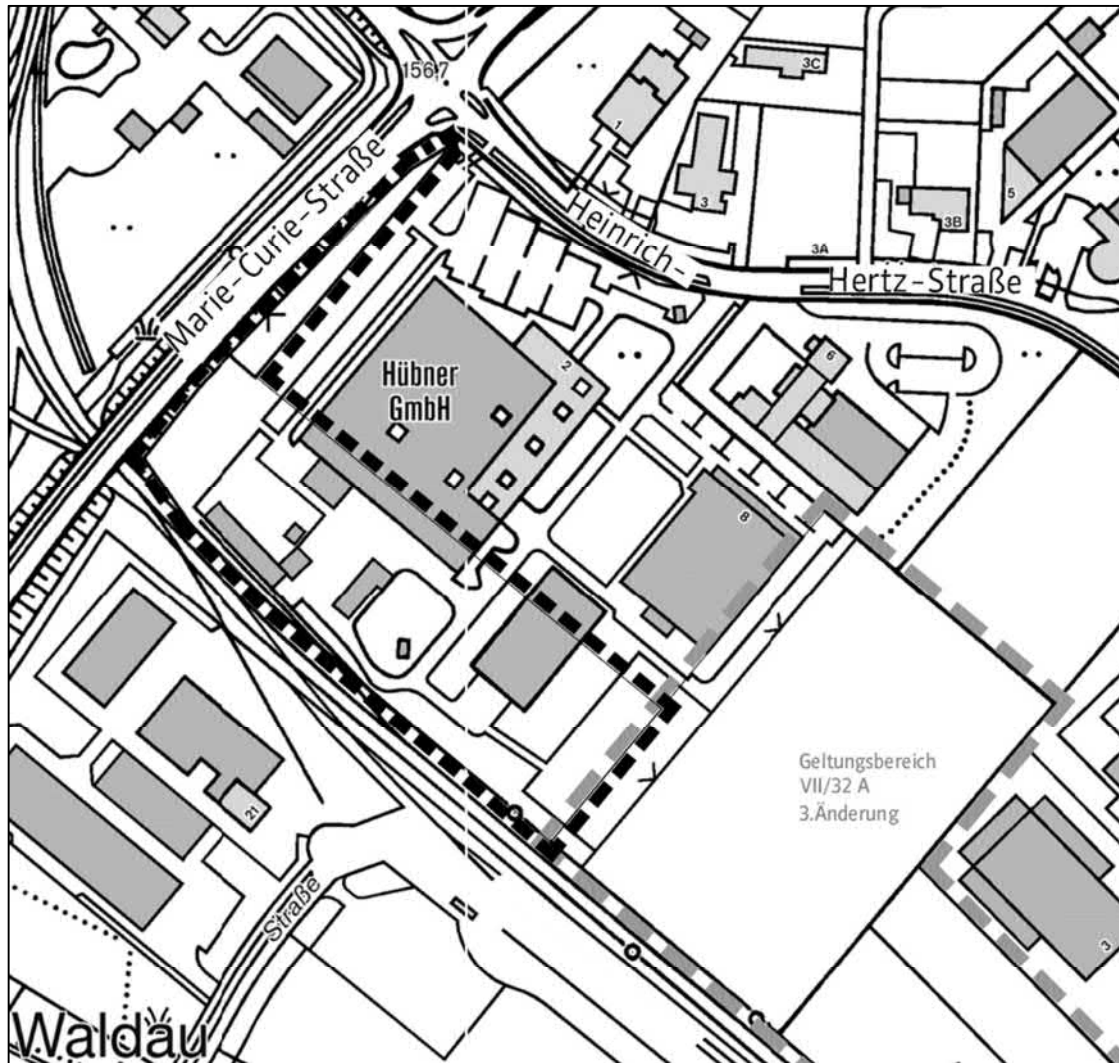 156,7
3C
1
3
5
3B
3A
Marie-Curie-Straße
Heinrich-
Hertz-Straße
2
6
Hübner
GmbH
8
Geltungsbereich
VII/32 A
3.Änderung
21
Straße
3
Waldau